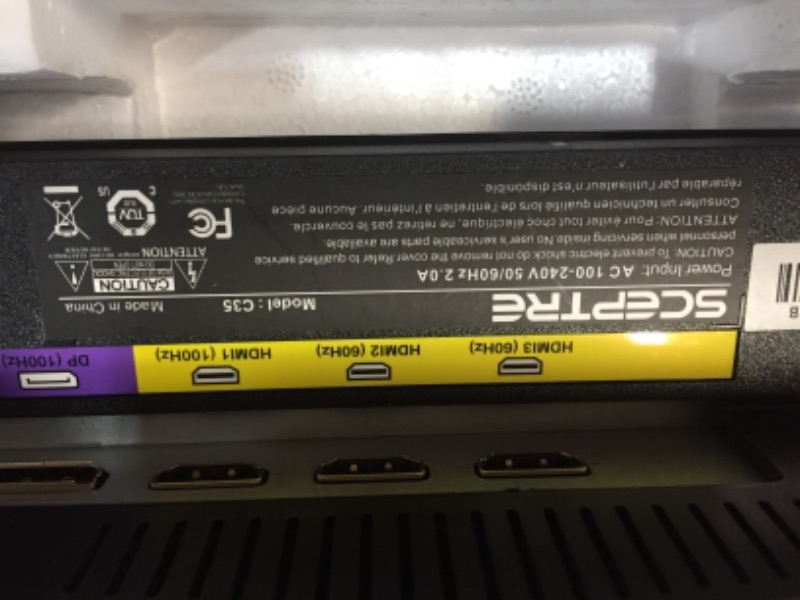 HDMI3 (60Hz)
HDMI2 (60Hz)
HDMI1 (100Hz)
DP (100Hz)
SCEPTRE
Model : C35
Made in China
Power Input: AC 100-240V 50/60Hz 2.0A
CAUTION: To prevent electric shock do not remove the cover Refer to qualified service
personnel when servicing inside No user's serviceable parts are available.
ATTENTION: Pour éviter tout choc électrique, ne retirez pas le couvercle.
Consulter un technicien qualifié lors de l'entretien à l'intérieur. Aucune pièce
réparable par l'utilisateur n'est disponible.
CAUTION
ATTENTION
FC
C
TUV
US
B